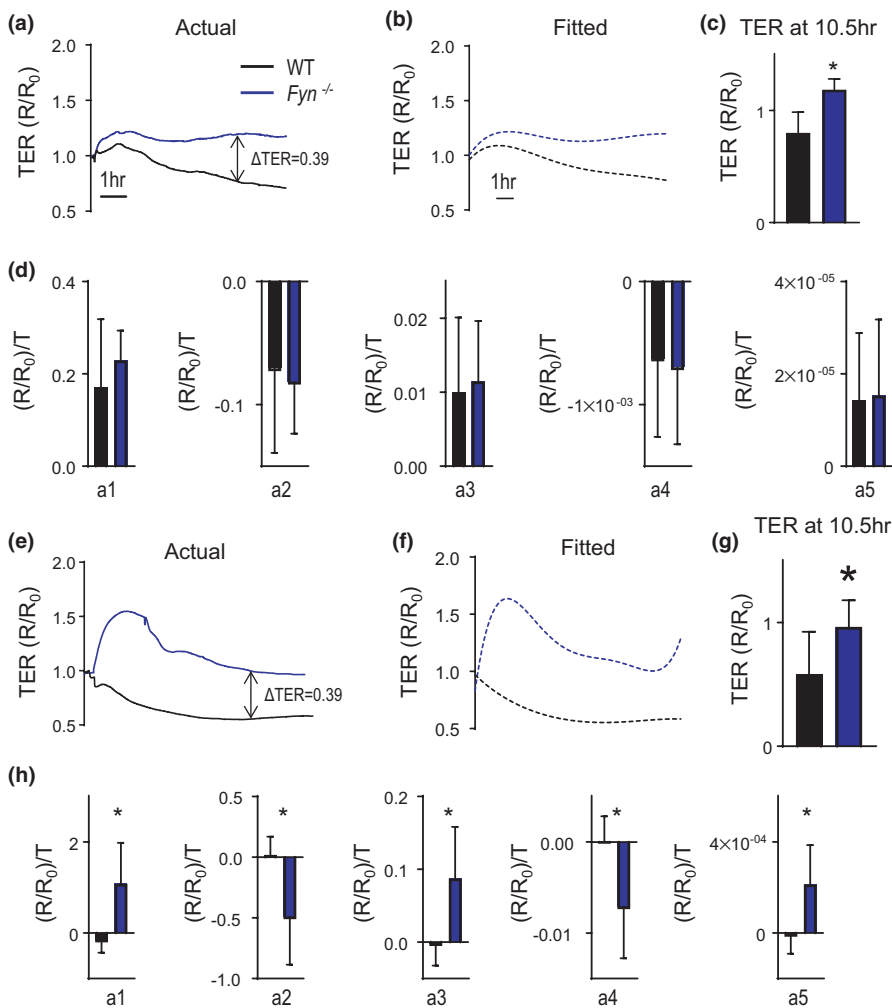 (a)
Actual
TER (R/R₀)
2.0
1.5
1.0
0.5
WT
Fyn ⁻/⁻
ΔTER=0.39
1hr
(b)
Fitted
TER (R/R₀)
2.0
1.5
1.0
0.5
1hr
(c)
TER at 10.5hr
TER (R/R₀)
1
0
*
(d)
(R/R₀)/T
0.4
0.2
0.0
a1
(R/R₀)/T
0.0
-0.1
a2
(R/R₀)/T
0.02
0.01
0.00
a3
(R/R₀)/T
0
-1×10⁻⁰³
a4
(R/R₀)/T
4×10⁻⁰⁵
2×10⁻⁰⁵
0
a5
(e)
Actual
TER (R/R₀)
2.0
1.5
1.0
0.5
ΔTER=0.39
(f)
Fitted
TER (R/R₀)
2.0
1.5
1.0
0.5
(g)
TER at 10.5hr
TER (R/R₀)
1
0
*
(h)
(R/R₀)/T
2
0
*
a1
(R/R₀)/T
0.5
0.0
-0.5
-1.0
*
a2
(R/R₀)/T
0.2
0.1
0.0
*
a3
(R/R₀)/T
0.00
-0.01
*
a4
(R/R₀)/T
4×10⁻⁰⁴
0
*
a5